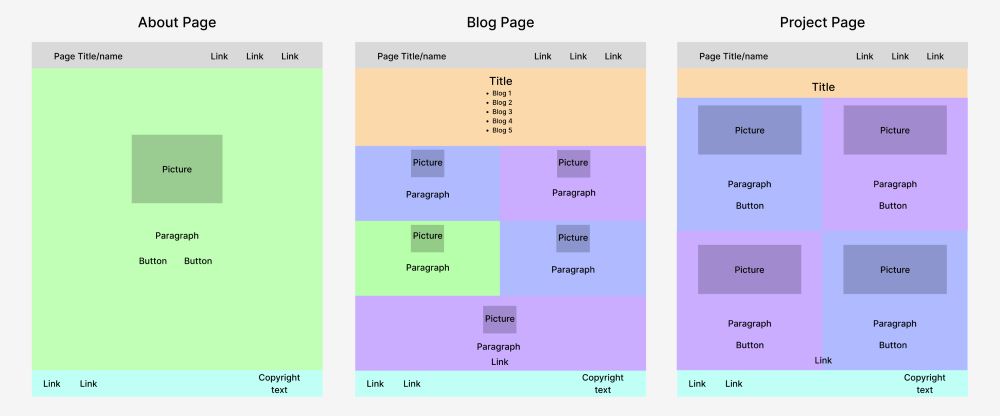 About Page
Page Title/name Link Link Link
Picture
Paragraph
Button Button
Link Link Copyright
text
Blog Page
Page Title/name Link Link Link
Title
• Blog 1
• Blog 2
• Blog 3
• Blog 4
• Blog 5
Picture Picture
Paragraph Paragraph
Picture Picture
Paragraph Paragraph
Picture
Paragraph
Link
Link Link Copyright
text
Project Page
Page Title/name Link Link Link
Title
Picture Picture
Paragraph Paragraph
Button Button
Picture Picture
Paragraph Paragraph
Button Button
Link
Link Link Copyright
text